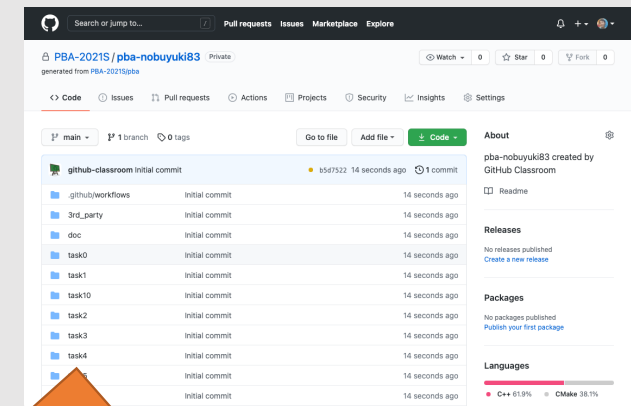 Search or jump to... / Pull requests Issues Marketplace Explore
PBA-2021S / pba-nobuyuki83 Private
Watch 0 Star 0 Fork 0
generated from PBA-2021S/pba
Code Issues Pull requests Actions Projects Security Insights Settings
main 1 branch 0 tags Go to file Add file Code
github-classroom Initial commit b5d7522 14 seconds ago 1 commit
.github/workflows Initial commit 14 seconds ago
3rd_party Initial commit 14 seconds ago
doc Initial commit 14 seconds ago
task0 Initial commit 14 seconds ago
task1 Initial commit 14 seconds ago
task10 Initial commit 14 seconds ago
task2 Initial commit 14 seconds ago
task3 Initial commit 14 seconds ago
task4 Initial commit 14 seconds ago
Initial commit 14 seconds ago
Initial commit 14 seconds ago
About
pba-nobuyuki83 created by
GitHub Classroom
Readme
Releases
No releases published
Create a new release
Packages
No packages published
Publish your first package
Languages
C++ 61.9% CMake 38.1%